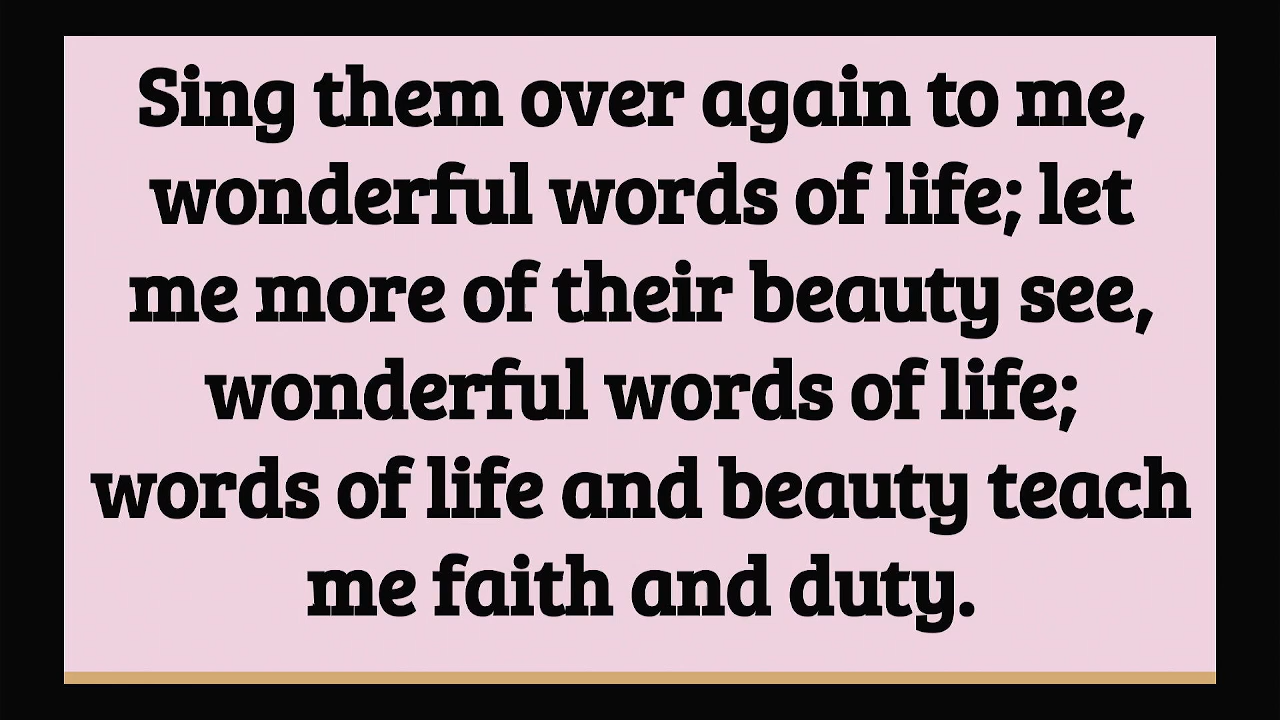 Sing them over again to me,
wonderful words of life; let
me more of their beauty see,
wonderful words of life;
words of life and beauty teach
me faith and duty.